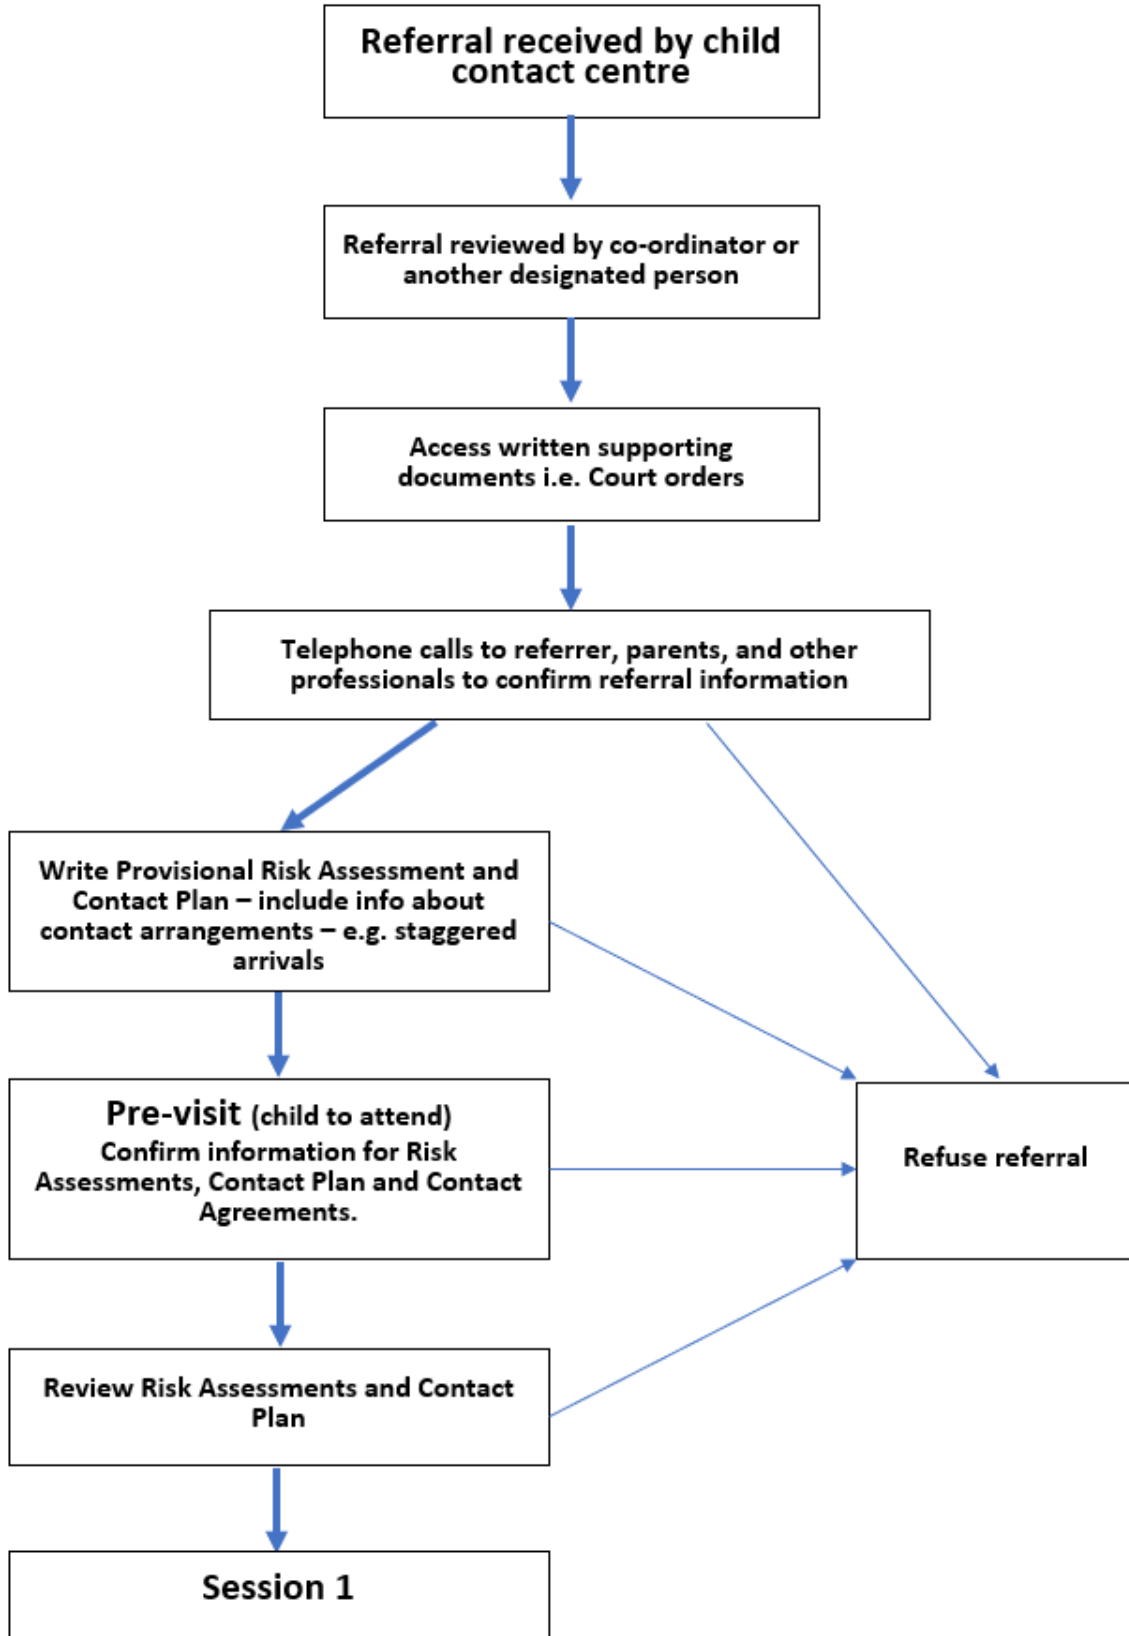 Referral received by child
contact centre
Referral reviewed by co-ordinator or
another designated person
Access written supporting
documents i.e. Court orders
Telephone calls to referrer, parents, and other
professionals to confirm referral information
Write Provisional Risk Assessment and
Contact Plan – include info about
contact arrangements – e.g. staggered
arrivals
Pre-visit (child to attend)
Confirm information for Risk
Assessments, Contact Plan and Contact
Agreements.
Refuse referral
Review Risk Assessments and Contact
Plan
Session 1